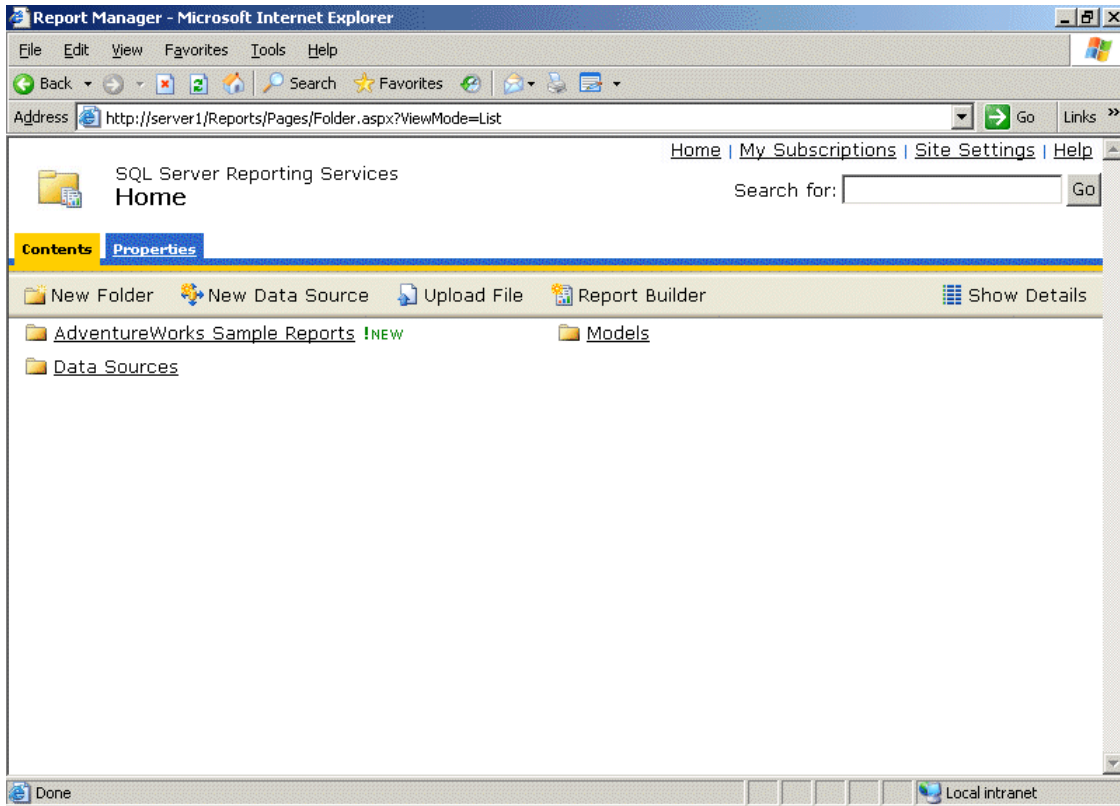 Report Manager - Microsoft Internet Explorer
File Edit View Favorites Tools Help
Back Search Favorites
Address http://server1/Reports/Pages/Folder.aspx?ViewMode=List Go Links »
Home | My Subscriptions | Site Settings | Help
SQL Server Reporting Services
Home
Search for: Go
Contents Properties
New Folder New Data Source Upload File Report Builder Show Details
AdventureWorks Sample Reports !NEW Models
Data Sources
Done Local intranet